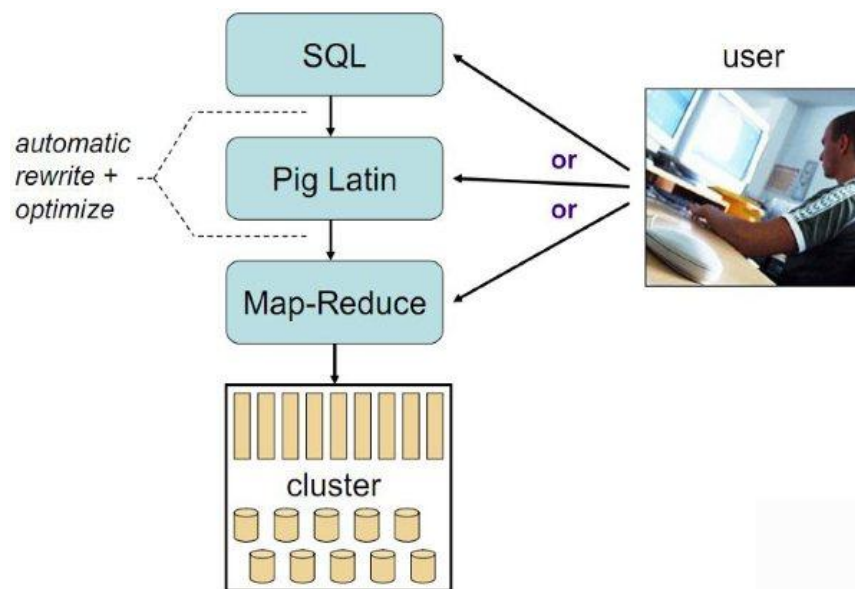 SQL
user
automatic
rewrite +
optimize
or
Pig Latin
or
Map-Reduce
cluster